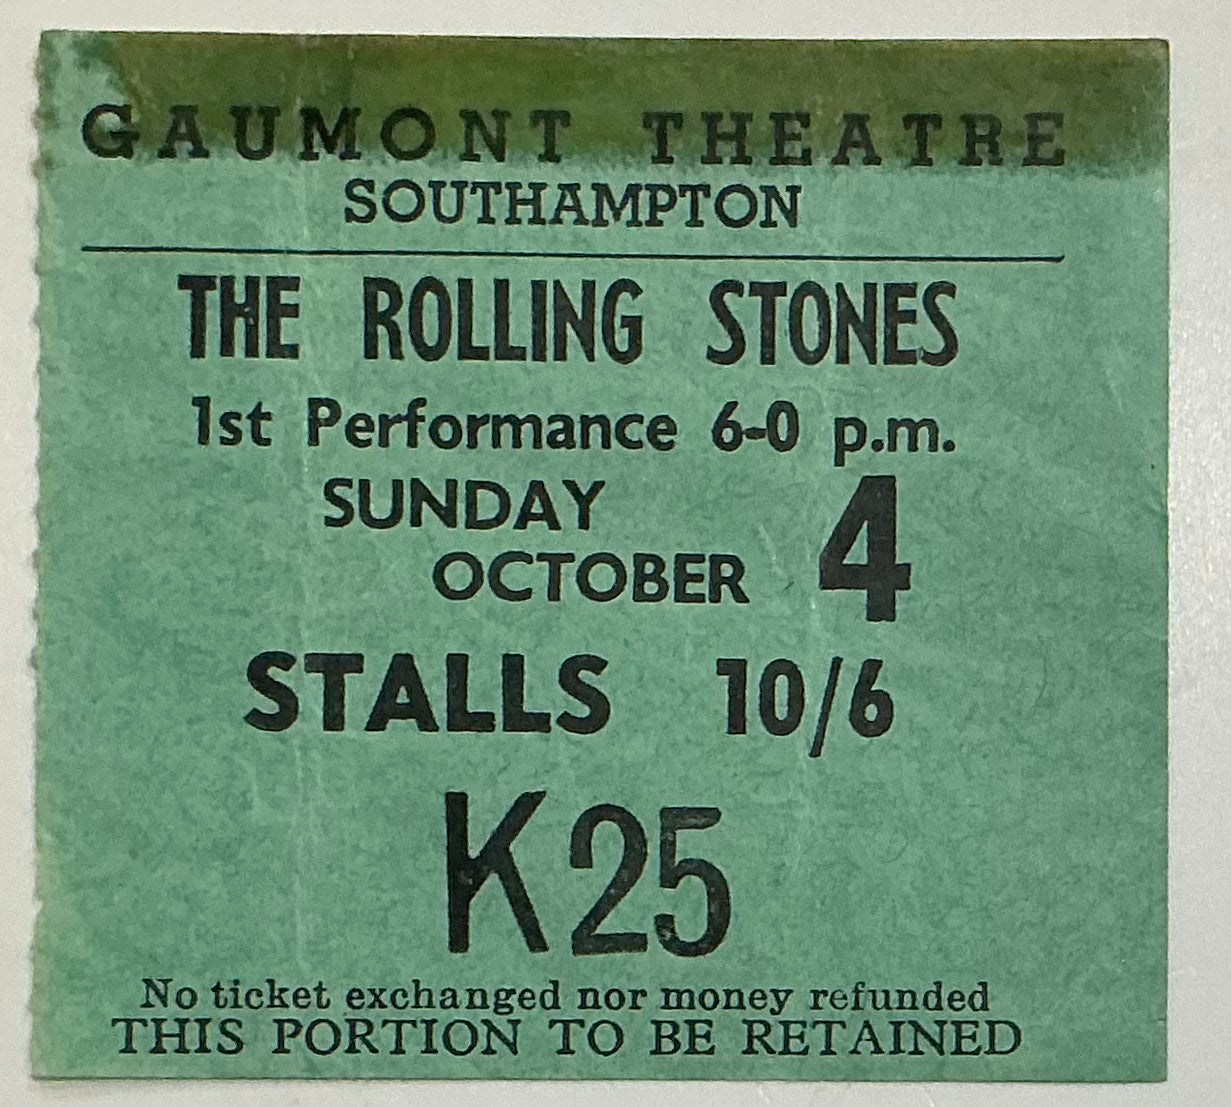 GAUMONT THEATRE
SOUTHAMPTON
THE ROLLING STONES
1st Performance 6-0 p.m.
SUNDAY
OCTOBER 4
STALLS 10/6
K25
No ticket exchanged nor money refunded
THIS PORTION TO BE RETAINED